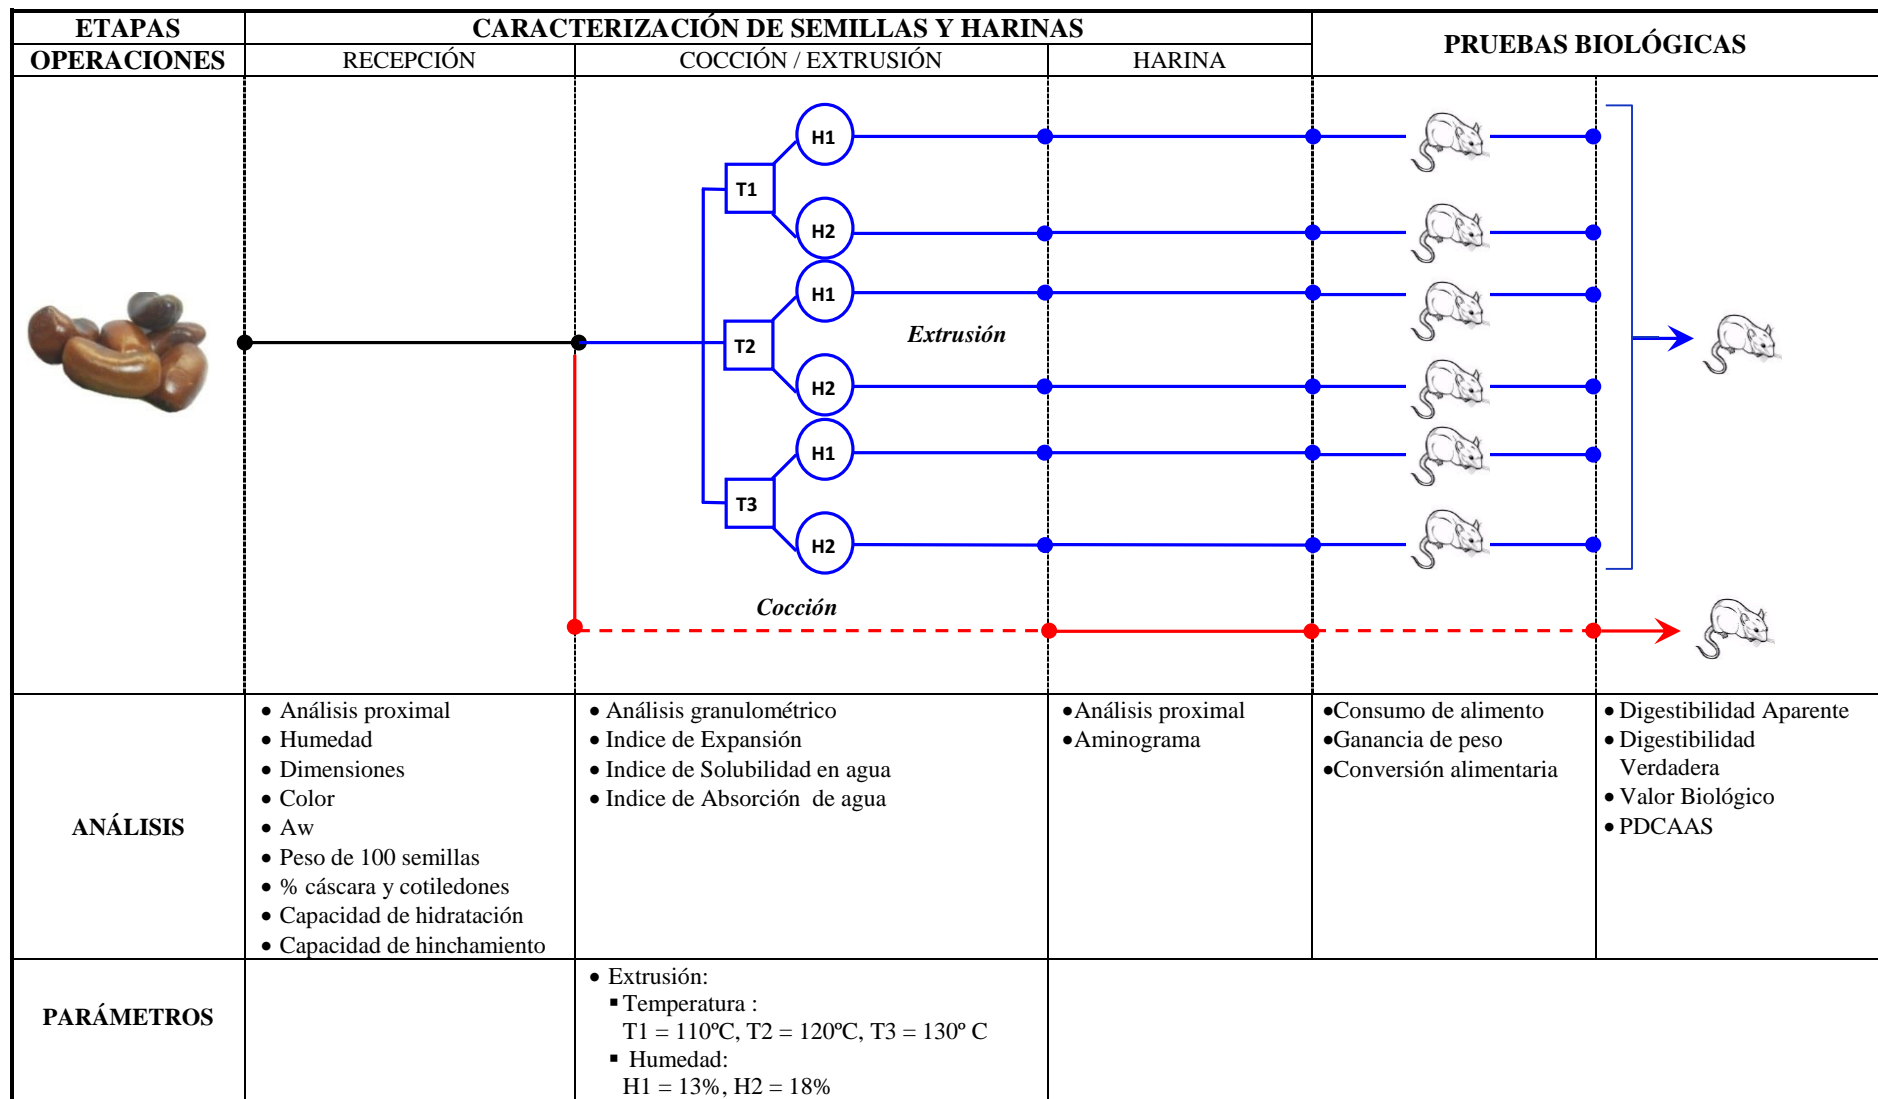 ETAPAS
CARACTERIZACIÓN DE SEMILLAS Y HARINAS
PRUEBAS BIOLÓGICAS
OPERACIONES
RECEPCIÓN
COCCIÓN / EXTRUSIÓN
HARINA
H1
T1
H2
H1
T2
Extrusión
H2
H1
T3
H2
Cocción
ANÁLISIS
• Análisis proximal
• Humedad
• Dimensiones
• Color
• Aw
• Peso de 100 semillas
• % cáscara y cotiledones
• Capacidad de hidratación
• Capacidad de hinchamiento
• Análisis granulométrico
• Indice de Expansión
• Indice de Solubilidad en agua
• Indice de Absorción de agua
•Análisis proximal
•Aminograma
•Consumo de alimento
•Ganancia de peso
•Conversión alimentaria
• Digestibilidad Aparente
• Digestibilidad
Verdadera
• Valor Biológico
• PDCAAS
PARÁMETROS
• Extrusión:
▪ Temperatura :
T1 = 110ºC, T2 = 120ºC, T3 = 130º C
▪ Humedad:
H1 = 13%, H2 = 18%